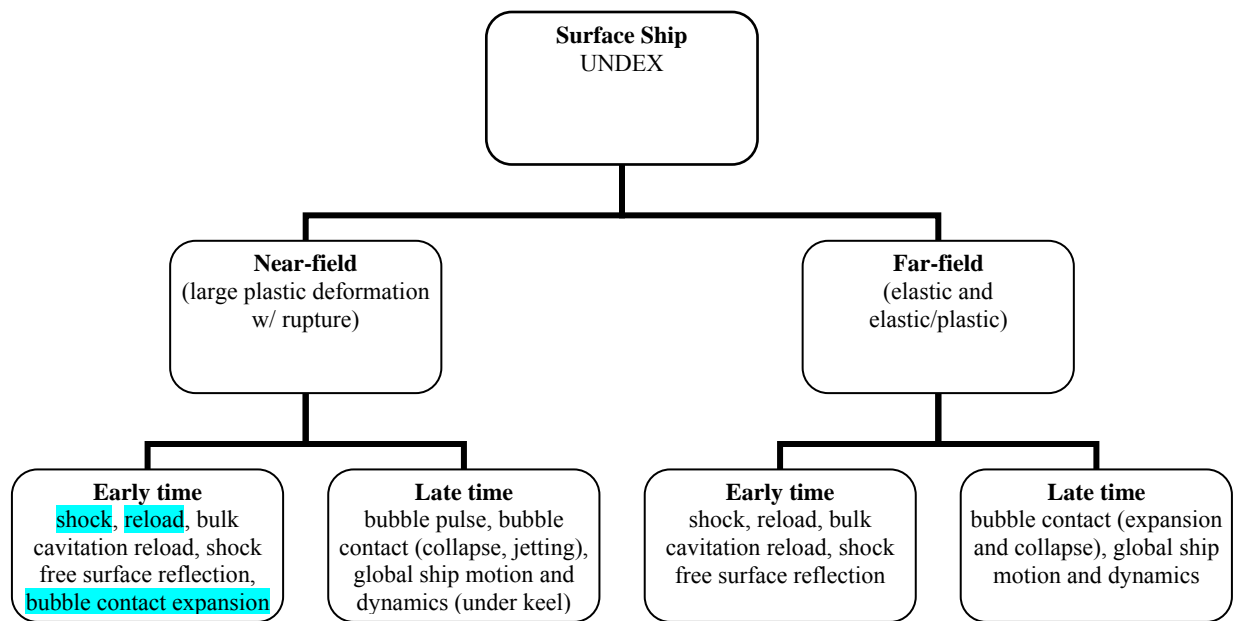 Surface Ship
UNDEX
Near-field
(large plastic deformation
w/ rupture)
Far-field
(elastic and
elastic/plastic)
Early time
shock, reload, bulk
cavitation reload, shock
free surface reflection,
bubble contact expansion
Late time
bubble pulse, bubble
contact (collapse, jetting),
global ship motion and
dynamics (under keel)
Early time
shock, reload, bulk
cavitation reload, shock
free surface reflection
Late time
bubble contact (expansion
and collapse), global ship
motion and dynamics